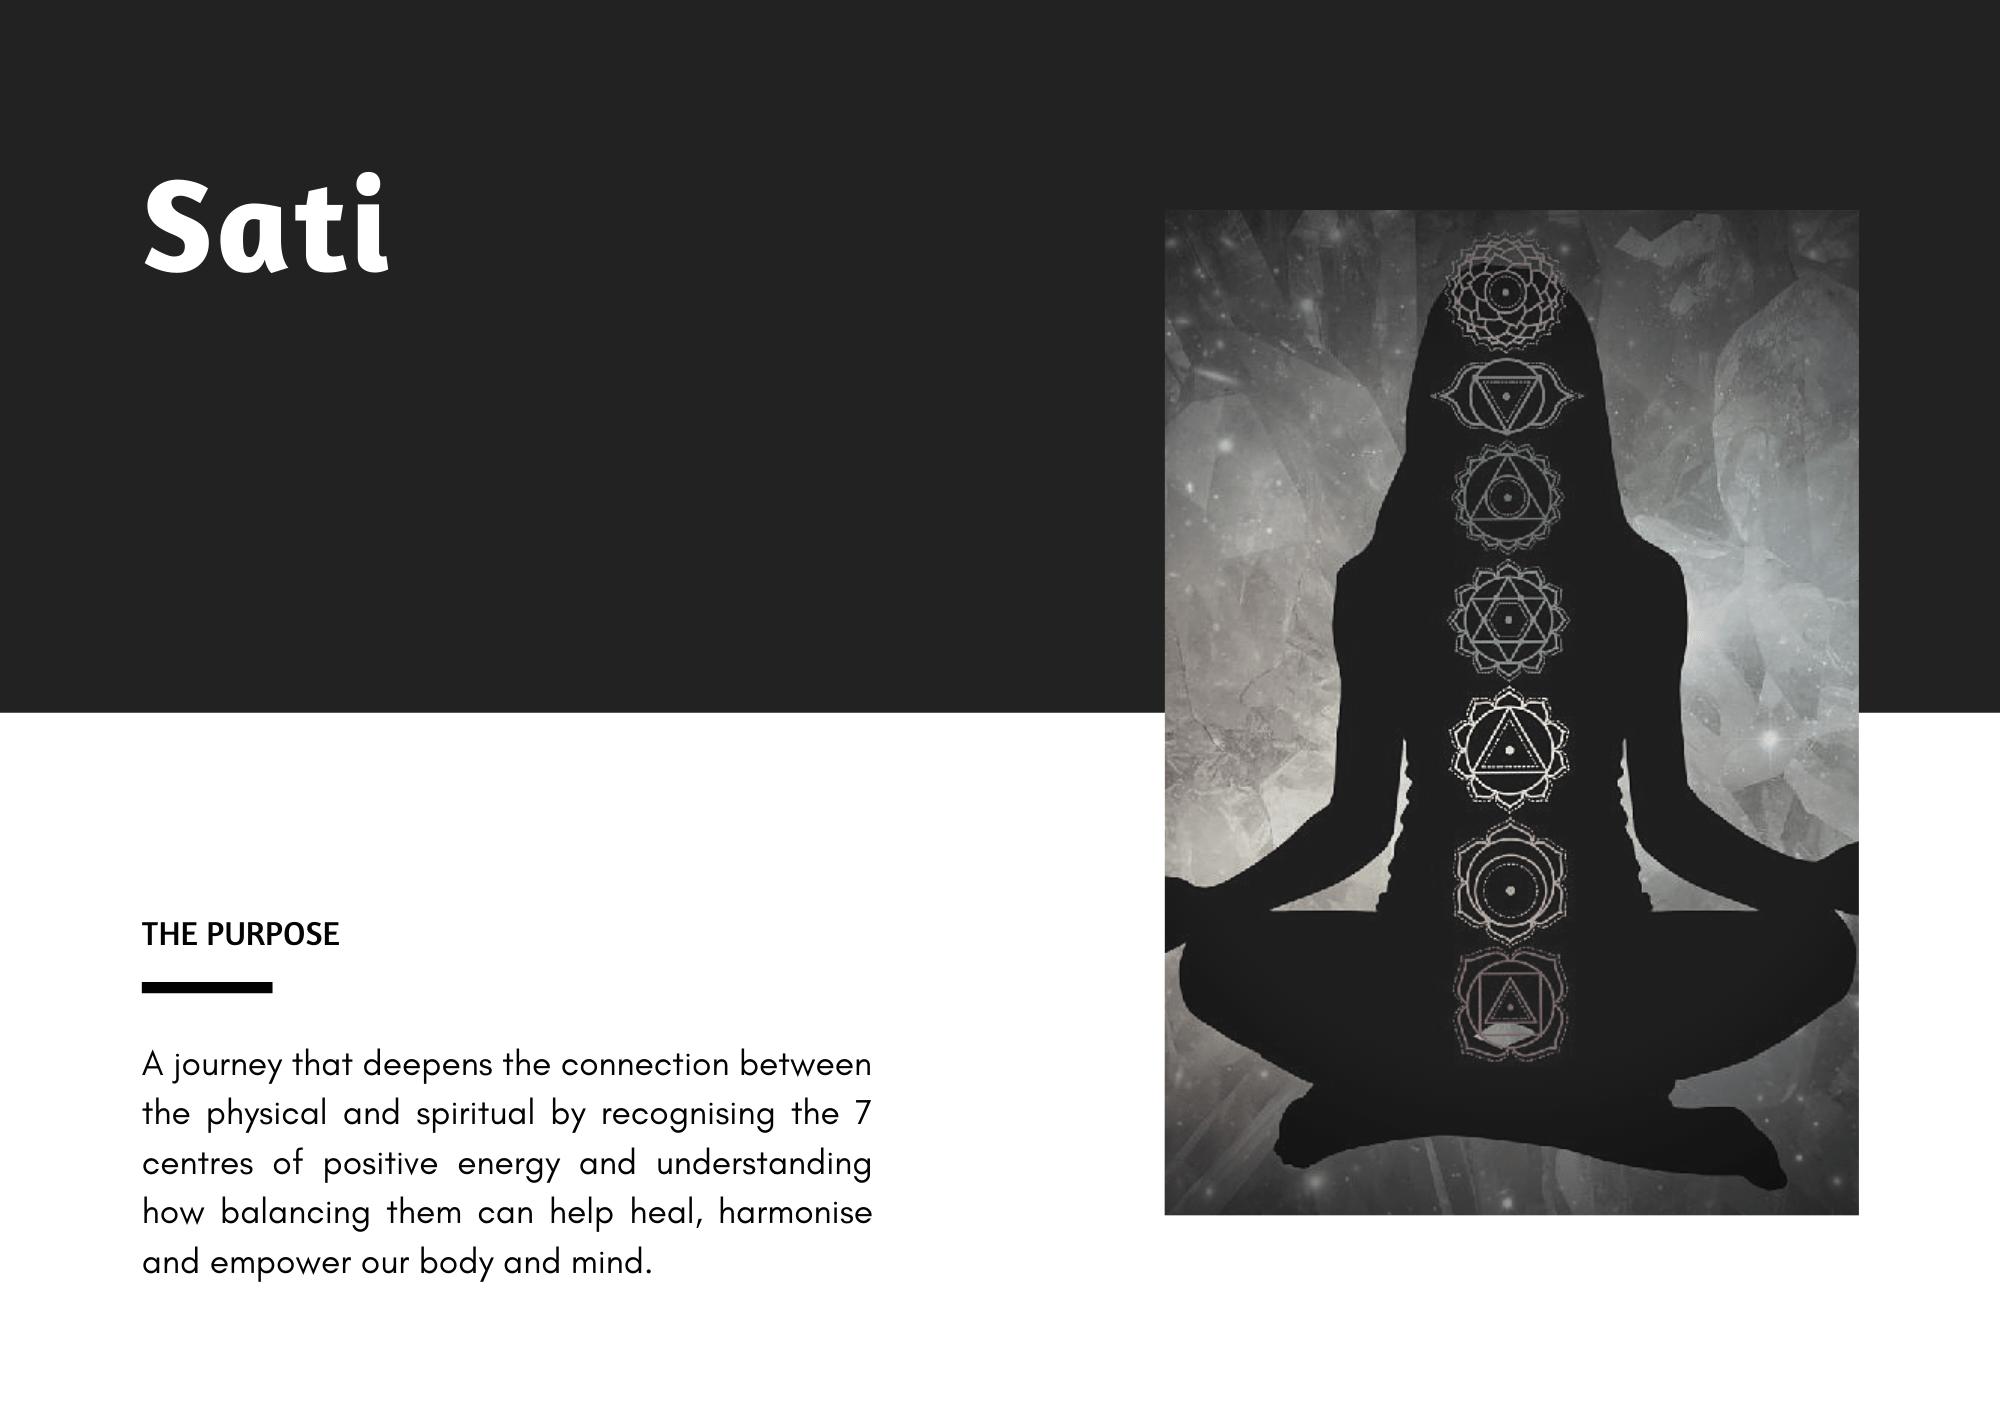 Sati
THE PURPOSE
A journey that deepens the connection between
the physical and spiritual by recognising the 7
centres of positive energy and understanding
how balancing them can help heal, harmonise
and empower our body and mind.